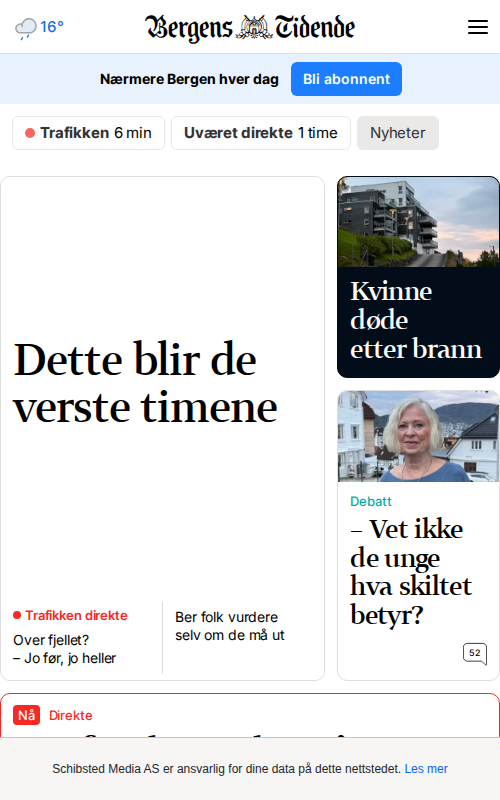 16°
Bergens Tidende
Nærmere Bergen hver dag
Bli abonnent
Trafikken 6 min
Uværet direkte 1 time
Nyheter
Dette blir de
verste timene
Trafikken direkte
Over fjellet?
– Jo før, jo heller
Ber folk vurdere
selv om de må ut
Kvinne
døde
etter brann
Debatt
– Vet ikke
de unge
hva skiltet
betyr?
52
Nå Direkte
Schibsted Media AS er ansvarlig for dine data på dette nettstedet. Les mer